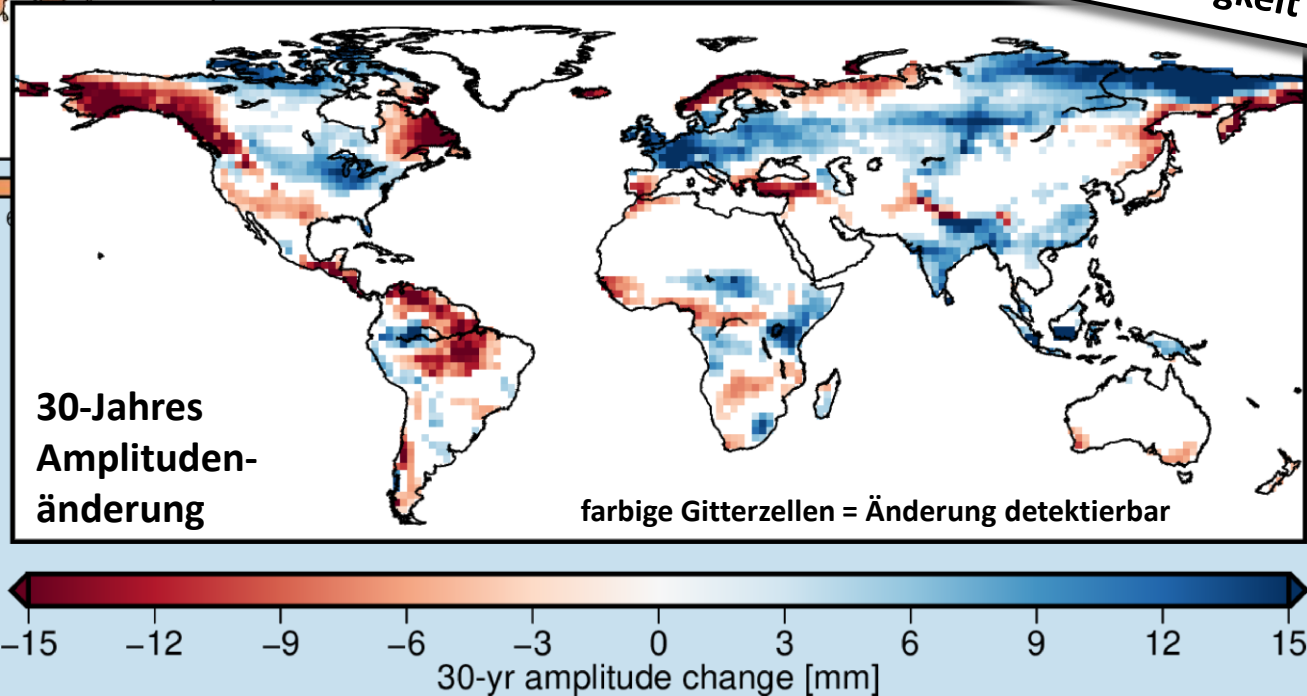 30-Jahres
Amplituden-
änderung
farbige Gitterzellen = Änderung detektierbar
−15 −12 −9 −6 −3 0 3 6 9 12 15
30-yr amplitude change [mm]